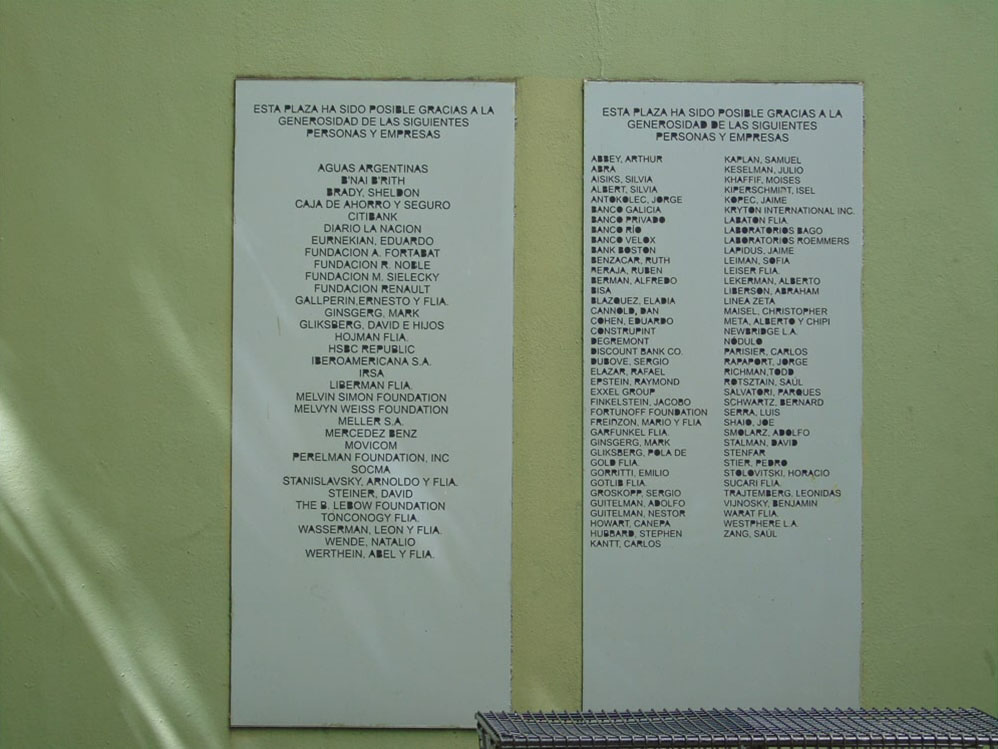 ESTA PLAZA HA SIDO POSIBLE GRACIAS A LA
GENEROSIDAD DE LAS SIGUIENTES
PERSONAS Y EMPRESAS
AGUAS ARGENTINAS
B'NAI B'RITH
BRADY, SHELDON
CAJA DE AHORRO Y SEGURO
CITIBANK
DIARIO LA NACION
EURNEKIAN, EDUARDO
FUNDACION A. FORTABAT
FUNDACION R. NOBLE
FUNDACION M. SIELECKY
FUNDACION RENAULT
GALLPERIN,ERNESTO Y FLIA.
GINSGERG, MARK
GLIKSBERG, DAVID E HIJOS
HOJMAN FLIA.
HSBC REPUBLIC
IBEROAMERICANA S.A.
IRSA
LIBERMAN FLIA.
MELVIN SIMON FOUNDATION
MELVYN WEISS FOUNDATION
MELLER S.A.
MERCEDEZ BENZ
MOVICOM
PERELMAN FOUNDATION, INC
SOCMA
STANISLAVSKY, ARNOLDO Y FLIA.
STEINER, DAVID
THE B. LEBOW FOUNDATION
TONCONOGY FLIA.
WASSERMAN, LEON Y FLIA.
WENDE, NATALIO
WERTHEIN, ABEL Y FLIA.
ESTA PLAZA HA SIDO POSIBLE GRACIAS A LA
GENEROSIDAD DE LAS SIGUIENTES
PERSONAS Y EMPRESAS
ABBEY, ARTHUR
ABRA
AISIKS, SILVIA
ALBERT, SILVIA
ANTOKOLEC, JORGE
BANCO GALICIA
BANCO PRIVADO
BANCO RÍO
BANCO VELOX
BANK BOSTON
BENZACAR, RUTH
RERAJA, RUBEN
BERMAN, ALFREDO
BISA
BLAZQUEZ, ELADIA
CANNOLD, DAN
COHEN, EDUARDO
CONSTRUPINT
DEGREMONT
DISCOUNT BANK CO.
DUBOVE, SERGIO
ELAZAR, RAFAEL
EPSTEIN, RAYMOND
EXXEL GROUP
FINKELSTEIN, JACOBO
FORTUNOFF FOUNDATION
FREINZON, MARIO Y FLIA
GARFUNKEL FLIA.
GINSGERG, MARK
GLIKSBERG, POLA DE
GOLD FLIA.
GORRITTI, EMILIO
GOTLIB FLIA.
GROSKOPP, SERGIO
GUITELMAN, ADOLFO
GUITELMAN, NESTOR
HOWART, CANEPA
HUBBARD, STEPHEN
KANTT, CARLOS
KAPLAN, SAMUEL
KESELMAN, JULIO
KHAFFIF, MOISES
KIPERSCHMIDT, ISEL
KOPEC, JAIME
KRYTON INTERNATIONAL INC.
LABATON FLIA.
LABORATORIOS BAGO
LABORATORIOS ROEMMERS
LAPIDUS, JAIME
LEIMAN, SOFIA
LEISER FLIA.
LEKERMAN, ALBERTO
LIBERSON, ABRAHAM
LINEA ZETA
MAISEL, CHRISTOPHER
META, ALBERTO Y CHIPI
NEWBRIDGE L.A.
NÓDULO
PARISIER, CARLOS
RAPAPORT, JORGE
RICHMAN,TODD
ROTSZTAIN, SAÚL
SALVATORI, PARQUES
SCHWARTZ, BERNARD
SERRA, LUIS
SHAIO, JOE
SMOLARZ, ADOLFO
STALMAN, DAVID
STENFAR
STIER, PEDRO
STOLOVITSKI, HORACIO
SUCARI FLIA.
TRAJTEMBERG, LEONIDAS
VIJNOSKY, BENJAMIN
WARAT FLIA.
WESTPHERE L.A.
ZANG, SAÚL